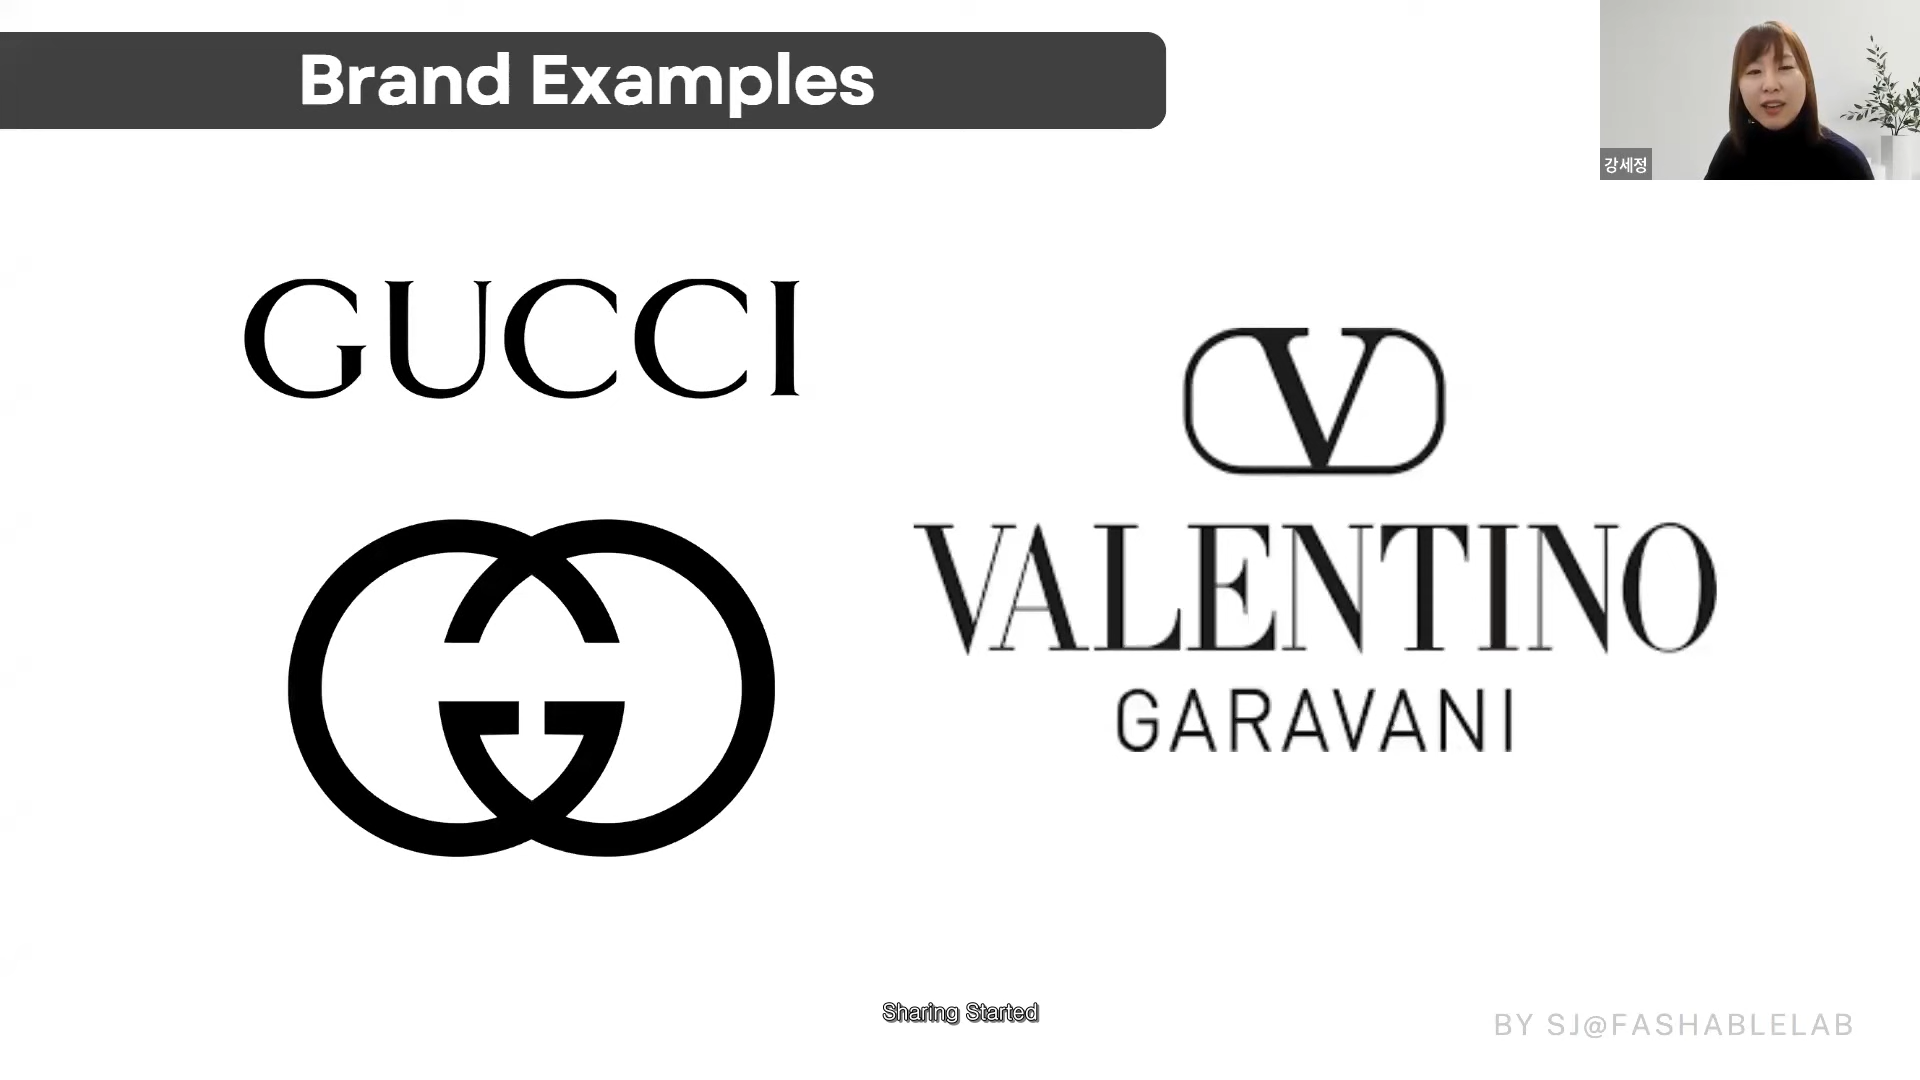 Brand Examples
강세정
GUCCI
V
VALENTINO
GARAVANI
Sharing Started
BY SJ@FASHABLELAB